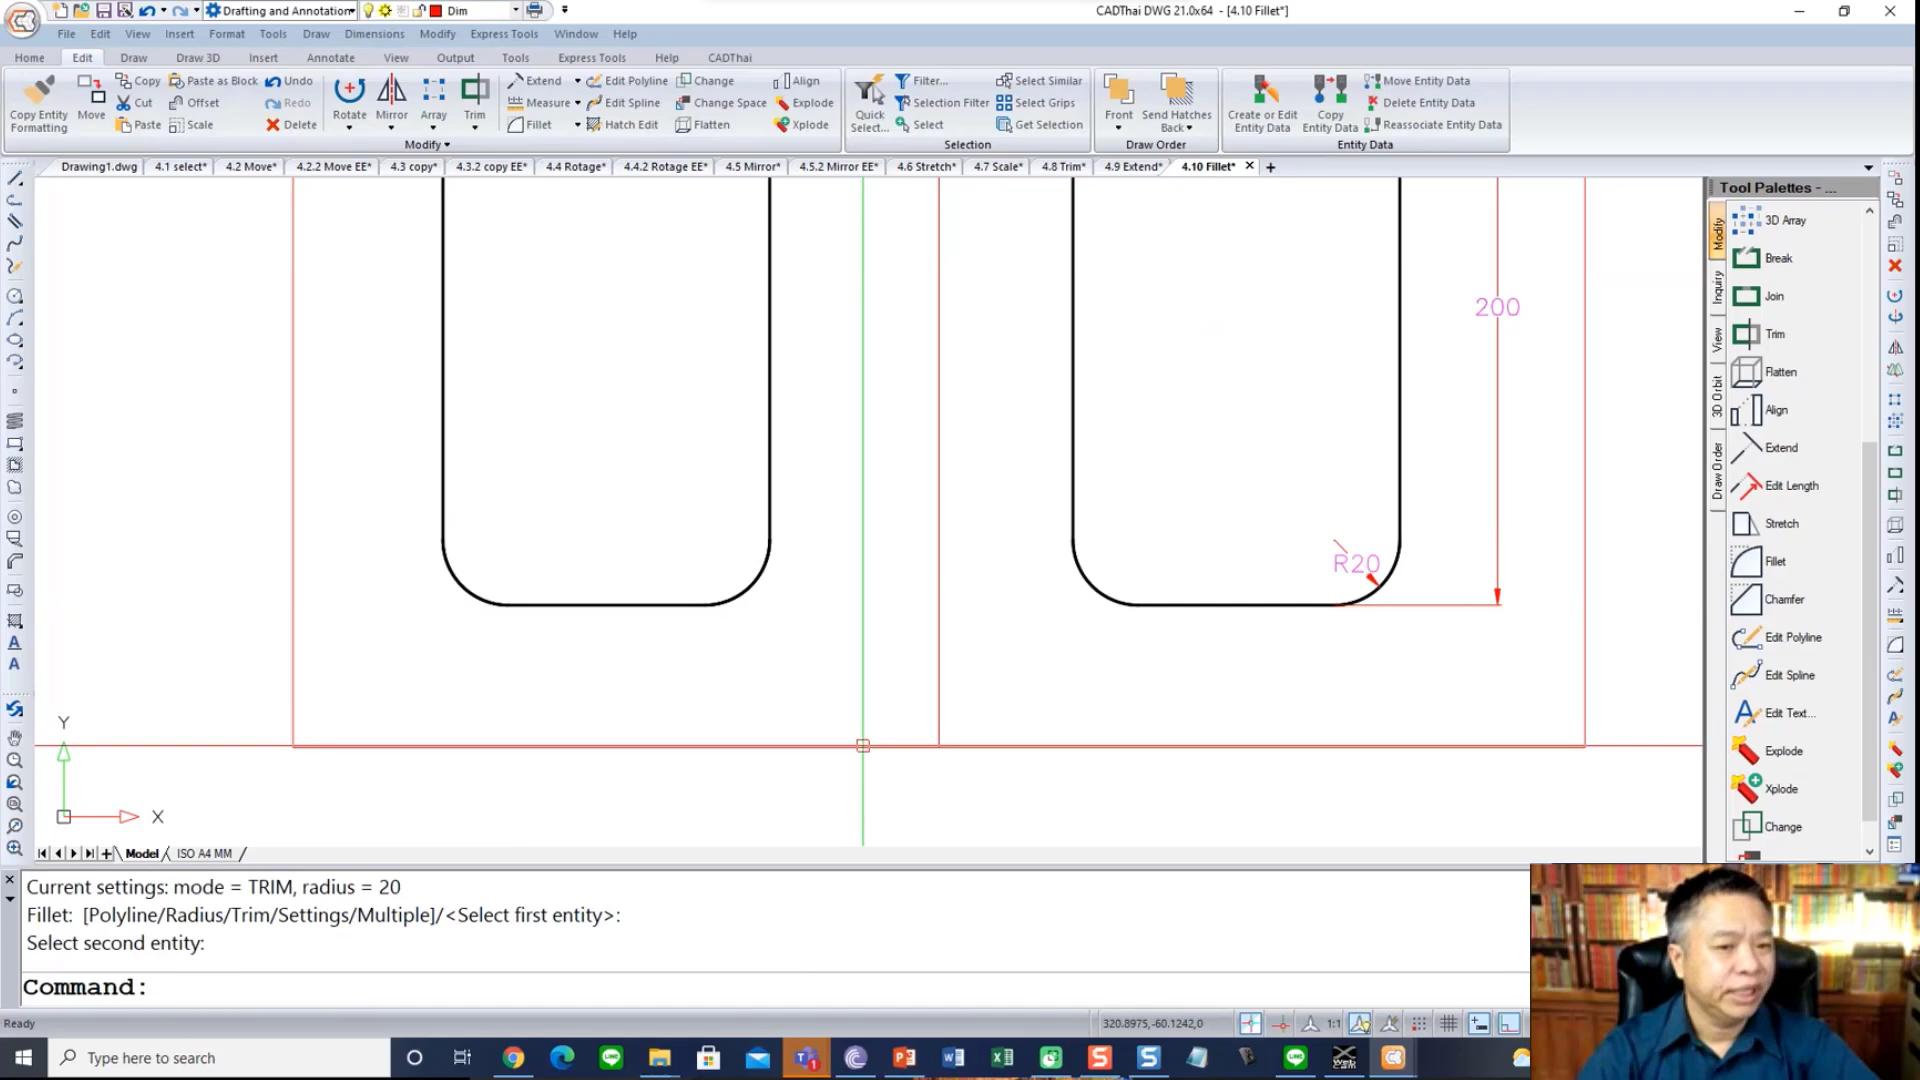 Drafting and Annotation
Dim
CADThai DWG 21.0x64 - [4.10 Fillet*]
File Edit View Insert Format Tools Draw Dimensions Modify Express Tools Window Help
Home Edit Draw Draw 3D Insert Annotate View Output Tools Express Tools Help CADThai
Copy Entity Formatting
Move
Copy
Cut
Paste
Paste as Block
Offset
Scale
Undo
Redo
Delete
Rotate
Mirror
Array
Trim
Extend
Measure
Fillet
Edit Polyline
Edit Spline
Hatch Edit
Change
Change Space
Flatten
Align
Explode
Xplode
Modify
Quick Select...
Filter...
Selection Filter
Select
Select Similar
Select Grips
Get Selection
Selection
Front
Send Hatches Back
Draw Order
Create or Edit Entity Data
Copy Entity Data
Move Entity Data
Delete Entity Data
Reassociate Entity Data
Entity Data
Drawing1.dwg 4.1 select* 4.2 Move* 4.2.2 Move EE* 4.3 copy* 4.3.2 copy EE* 4.4 Rotage* 4.4.2 Rotage EE* 4.5 Mirror* 4.5.2 Mirror EE* 4.6 Stretch* 4.7 Scale* 4.8 Trim* 4.9 Extend* 4.10 Fillet*
Tool Palettes - ...
Modify
Inquiry
View
3D Orbit
Draw Order
3D Array
Break
Join
Trim
Flatten
Align
Extend
Edit Length
Stretch
Fillet
Chamfer
Edit Polyline
Edit Spline
Edit Text...
Explode
Xplode
Change
200
R20
Y
X
Model ISO A4 MM
Current settings: mode = TRIM, radius = 20
Fillet: [Polyline/Radius/Trim/Settings/Multiple]/<Select first entity>:
Select second entity:
Command:
Ready
320.8975,-60.1242,0
1:1
Type here to search